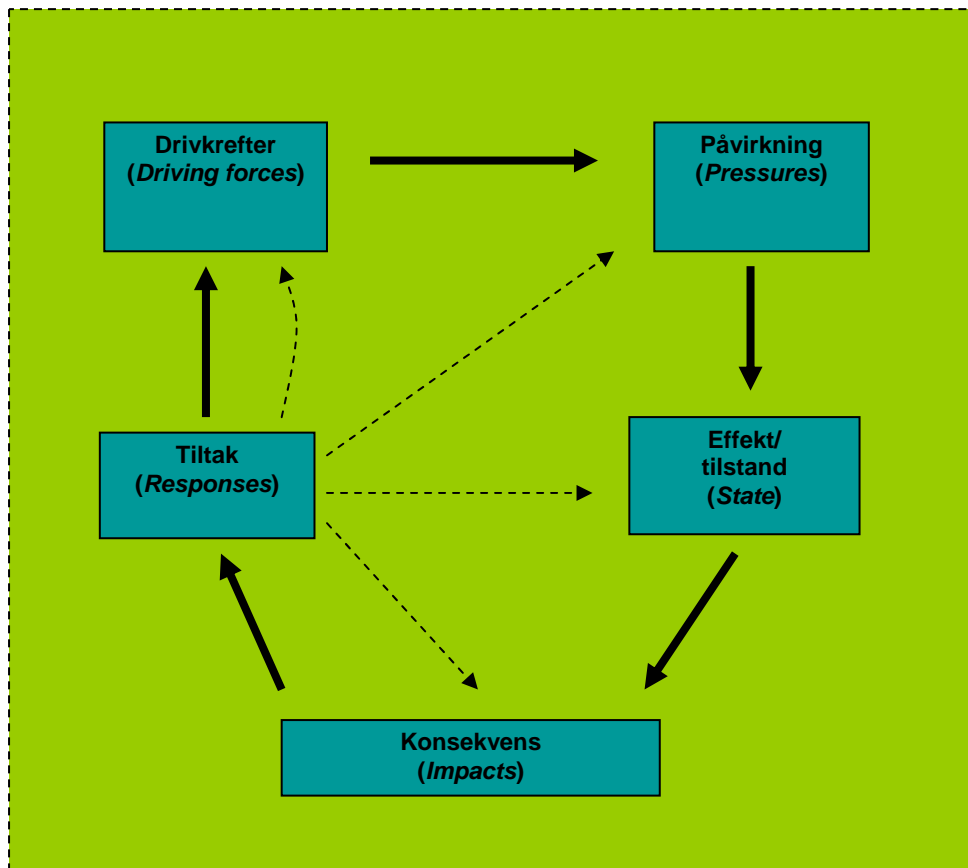 Drivkrefter
(Driving forces)
Påvirkning
(Pressures)
Tiltak
(Responses)
Effekt/
tilstand
(State)
Konsekvens
(Impacts)